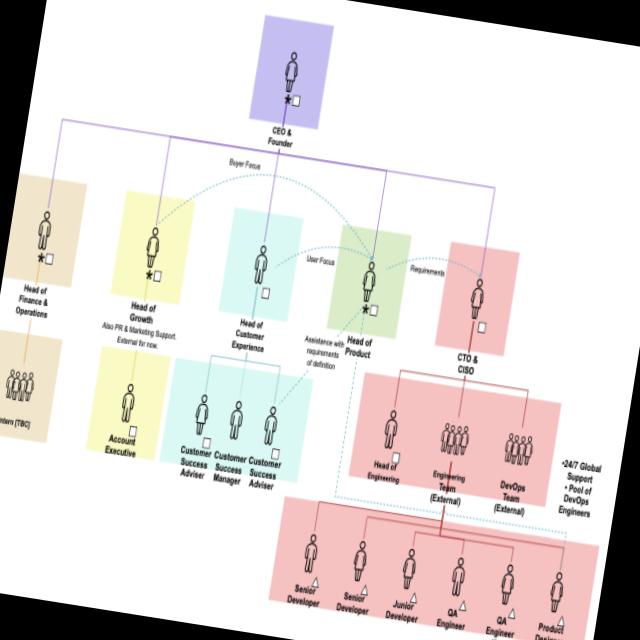 CEO &
Founder
Buyer Focus
User Focus
Requirements
Head of
Finance &
Operations
Head of
Growth
Also PR & Marketing Support.
External for now.
Head of
Customer
Experience
Assistance with
requirements
of definition
Head of
Product
CTO &
CISO
ntern (TBC)
Account
Executive
Customer
Success
Adviser
Customer
Success
Manager
Customer
Success
Adviser
Head of
Engineering
Engineering
Team
(External)
DevOps
Team
(External)
•24/7 Global
Support
• Pool of
DevOps
Engineers
Senior
Developer
Senior
Developer
Junior
Developer
QA
Engineer
QA
Engineer
Product